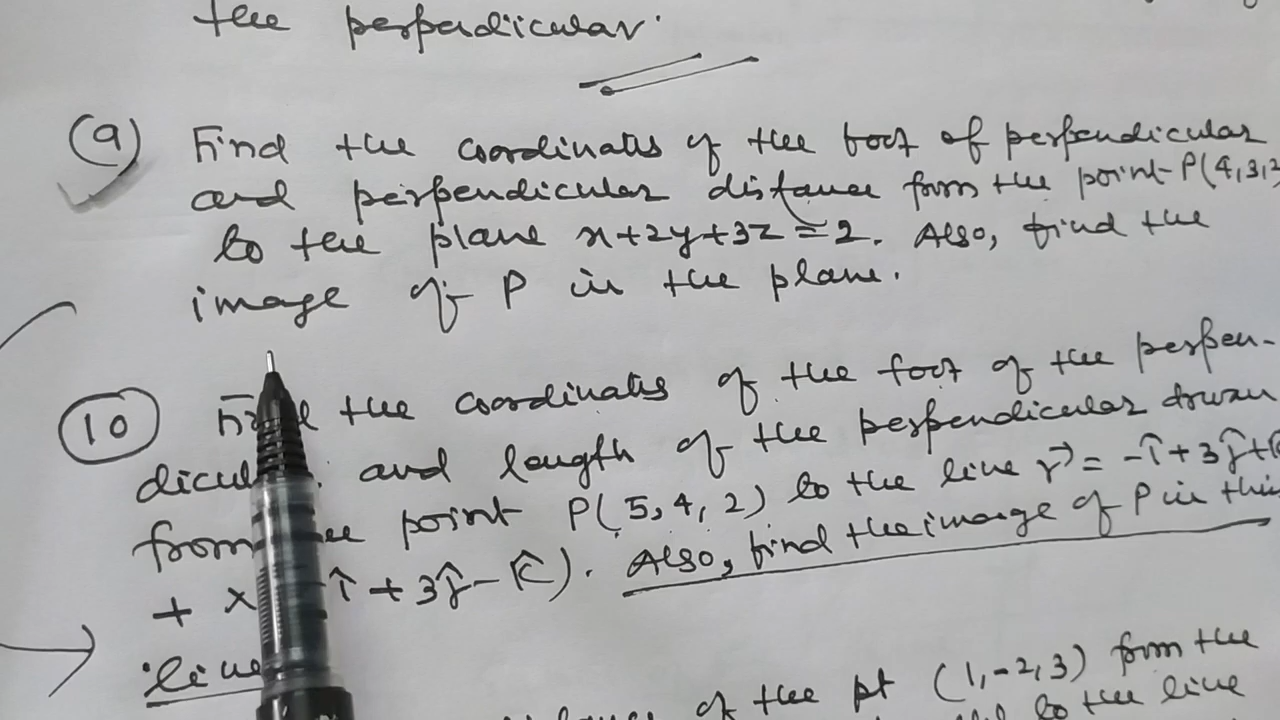 the perpendicular.
(9) Find the coordinates of the foot of perpendicular
and perpendicular distance from the point P(4,3,2
to the plane x+2y+3z=2. Also, find the
image of P in the plane.
(10) Find the coordinates of the foot of the perpen-
dicular and length of the perpendicular drawn
from point P(5,4,2) to the line r⃗ = -î+3ĵ+k̂
+ λ î+3ĵ-k̂). Also, find the image of P in this
line
of the pt (1,-2,3) from the
to the line